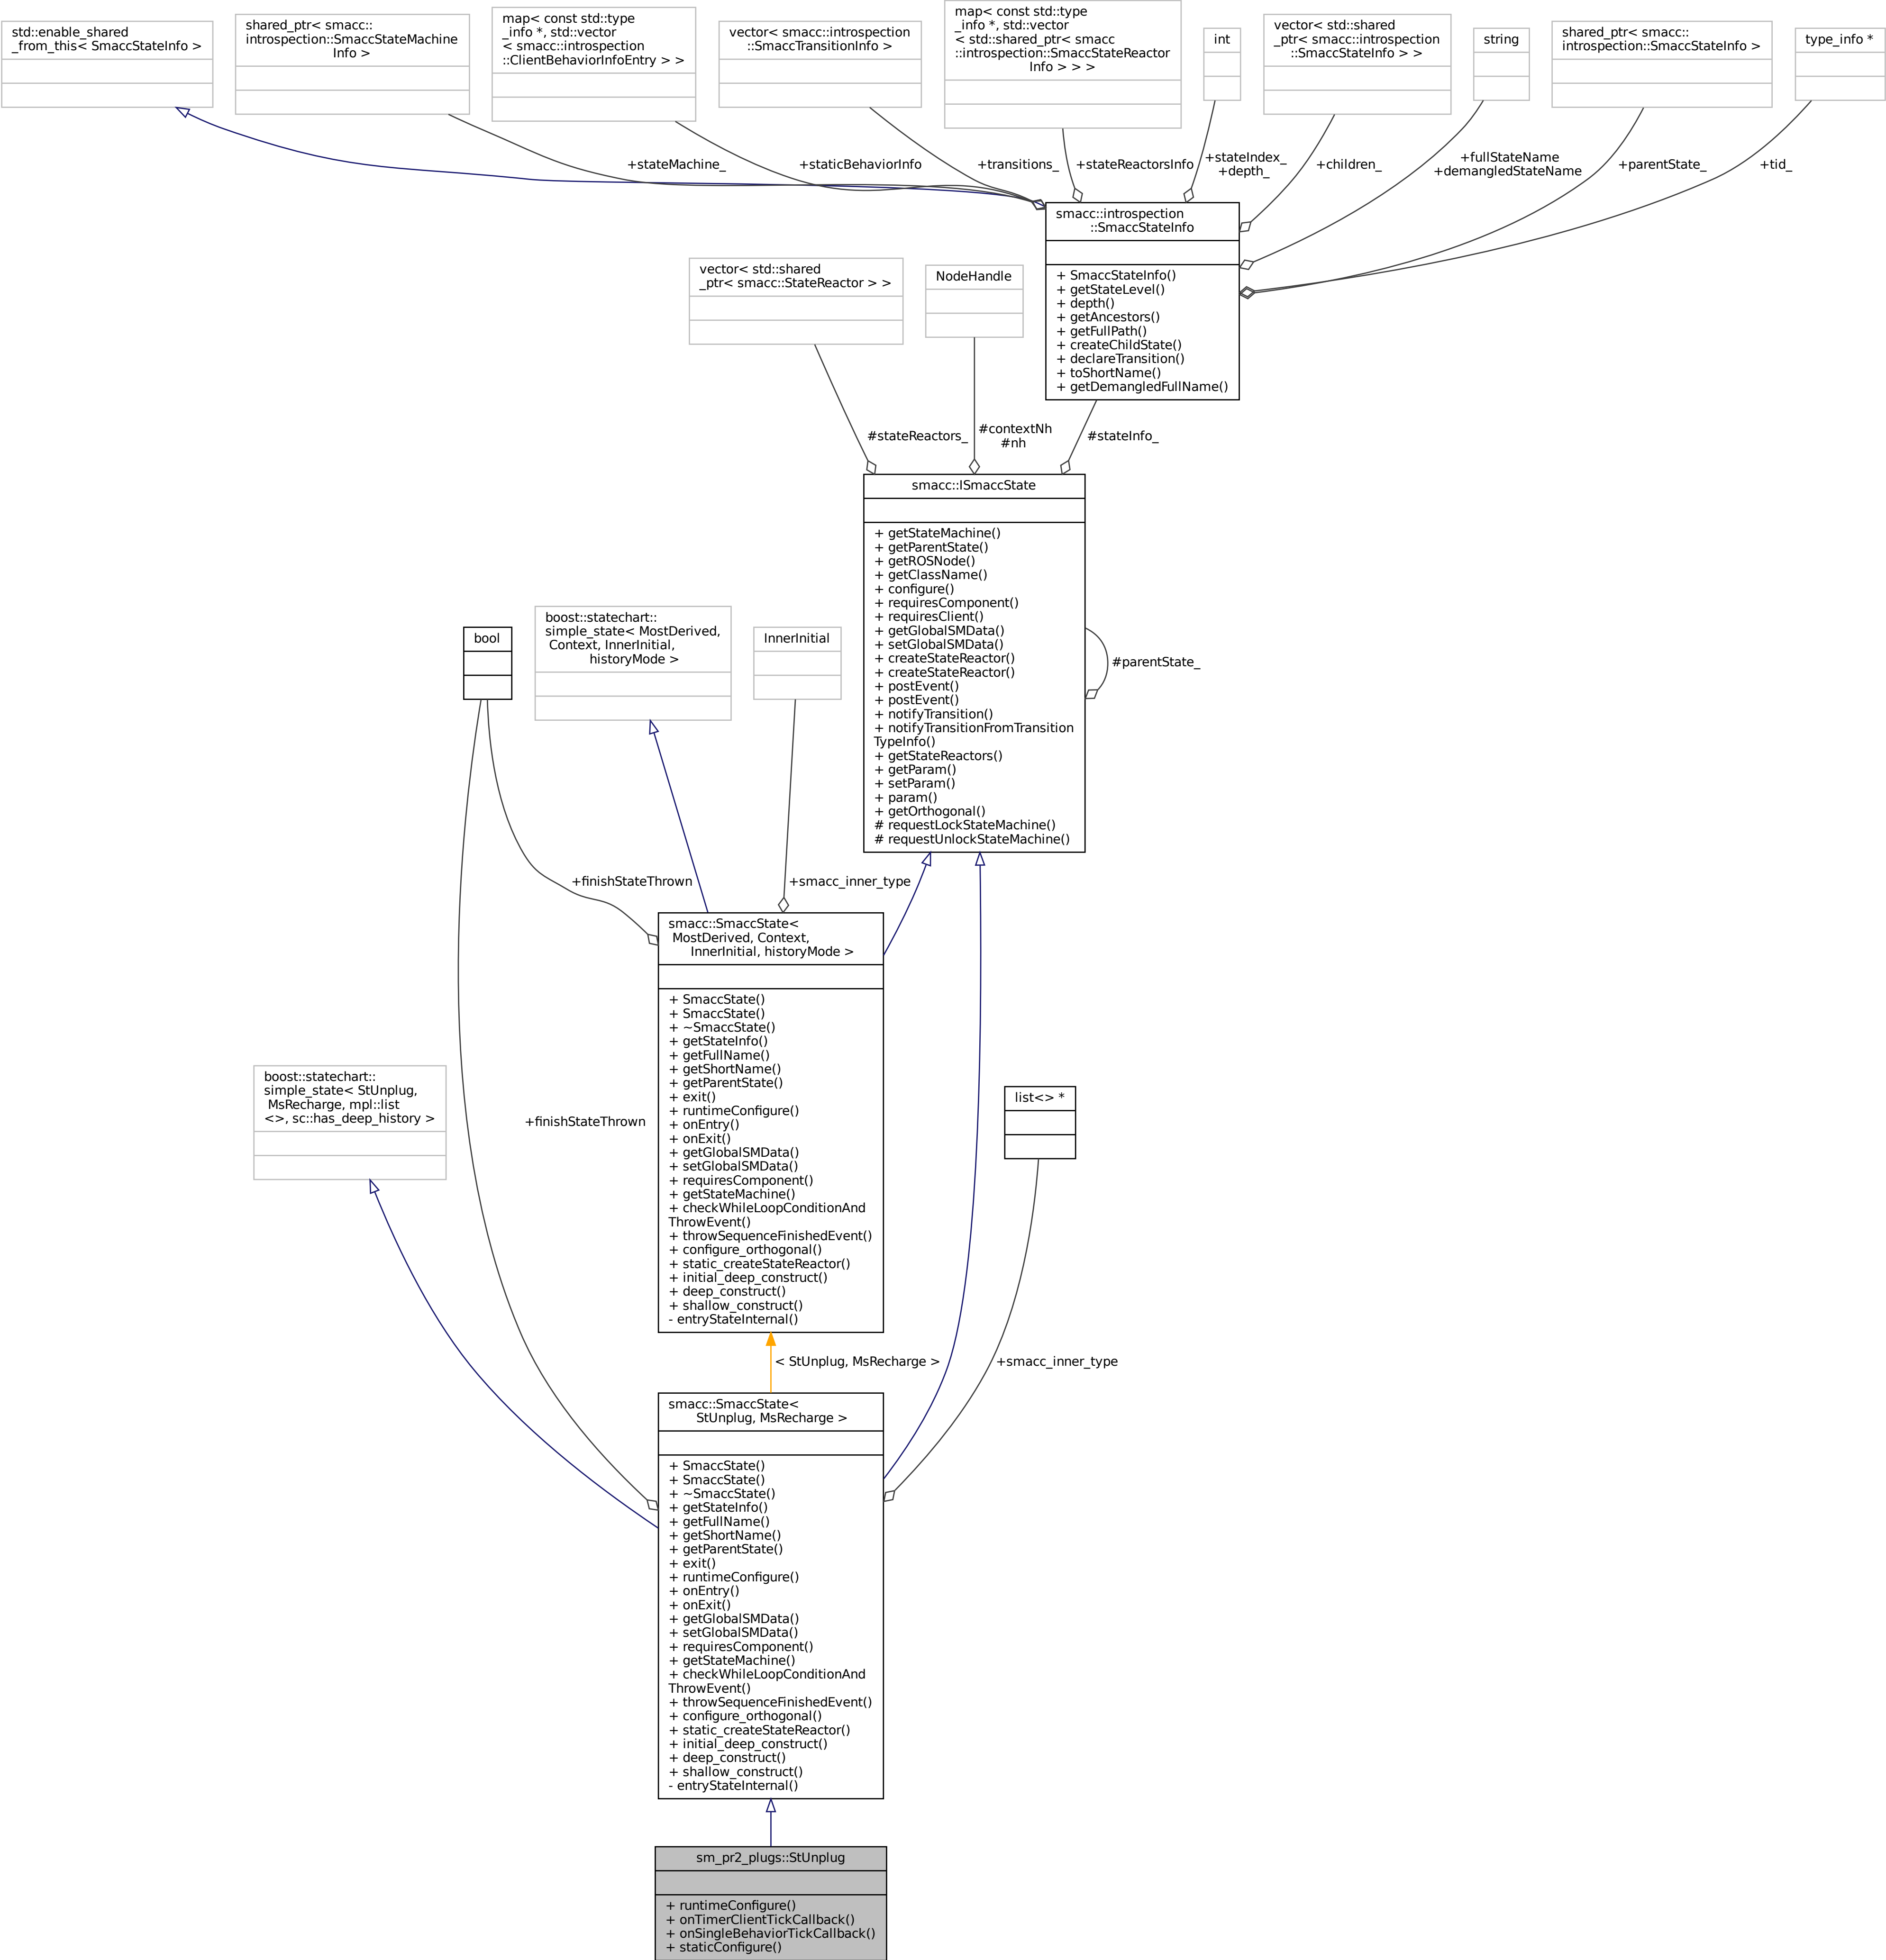 std::enable_shared
_from_this< SmaccStateInfo >
shared_ptr< smacc::
introspection::SmaccStateMachine
Info >
map< const std::type
_info *, std::vector
< smacc::introspection
::ClientBehaviorInfoEntry > >
vector< smacc::introspection
::SmaccTransitionInfo >
map< const std::type
_info *, std::vector
< std::shared_ptr< smacc
::introspection::SmaccStateReactor
Info > > >
int
vector< std::shared
_ptr< smacc::introspection
::SmaccStateInfo > >
string
shared_ptr< smacc::
introspection::SmaccStateInfo >
type_info *
+stateMachine_
+staticBehaviorInfo
+transitions_
+stateReactorsInfo
+stateIndex_
+depth_
+children_
+fullStateName
+demangledStateName
+parentState_
+tid_
smacc::introspection
::SmaccStateInfo
+ SmaccStateInfo()
+ getStateLevel()
+ depth()
+ getAncestors()
+ getFullPath()
+ createChildState()
+ declareTransition()
+ toShortName()
+ getDemangledFullName()
vector< std::shared
_ptr< smacc::StateReactor > >
NodeHandle
#stateReactors_
#contextNh
#nh
#stateInfo_
smacc::ISmaccState
+ getStateMachine()
+ getParentState()
+ getROSNode()
+ getClassName()
+ configure()
+ requiresComponent()
+ requiresClient()
+ getGlobalSMData()
+ setGlobalSMData()
+ createStateReactor()
+ createStateReactor()
+ postEvent()
+ postEvent()
+ notifyTransition()
+ notifyTransitionFromTransition
TypeInfo()
+ getStateReactors()
+ getParam()
+ setParam()
+ param()
+ getOrthogonal()
# requestLockStateMachine()
# requestUnlockStateMachine()
#parentState_
bool
boost::statechart::
simple_state< MostDerived,
Context, InnerInitial,
historyMode >
InnerInitial
+finishStateThrown
+smacc_inner_type
smacc::SmaccState<
MostDerived, Context,
InnerInitial, historyMode >
+ SmaccState()
+ SmaccState()
+ ~SmaccState()
+ getStateInfo()
+ getFullName()
+ getShortName()
+ getParentState()
+ exit()
+ runtimeConfigure()
+ onEntry()
+ onExit()
+ getGlobalSMData()
+ setGlobalSMData()
+ requiresComponent()
+ getStateMachine()
+ checkWhileLoopConditionAnd
ThrowEvent()
+ throwSequenceFinishedEvent()
+ configure_orthogonal()
+ static_createStateReactor()
+ initial_deep_construct()
+ deep_construct()
+ shallow_construct()
- entryStateInternal()
boost::statechart::
simple_state< StUnplug,
MsRecharge, mpl::list
<>, sc::has_deep_history >
+finishStateThrown
list<> *
< StUnplug, MsRecharge >
+smacc_inner_type
smacc::SmaccState<
StUnplug, MsRecharge >
+ SmaccState()
+ SmaccState()
+ ~SmaccState()
+ getStateInfo()
+ getFullName()
+ getShortName()
+ getParentState()
+ exit()
+ runtimeConfigure()
+ onEntry()
+ onExit()
+ getGlobalSMData()
+ setGlobalSMData()
+ requiresComponent()
+ getStateMachine()
+ checkWhileLoopConditionAnd
ThrowEvent()
+ throwSequenceFinishedEvent()
+ configure_orthogonal()
+ static_createStateReactor()
+ initial_deep_construct()
+ deep_construct()
+ shallow_construct()
- entryStateInternal()
sm_pr2_plugs::StUnplug
+ runtimeConfigure()
+ onTimerClientTickCallback()
+ onSingleBehaviorTickCallback()
+ staticConfigure()